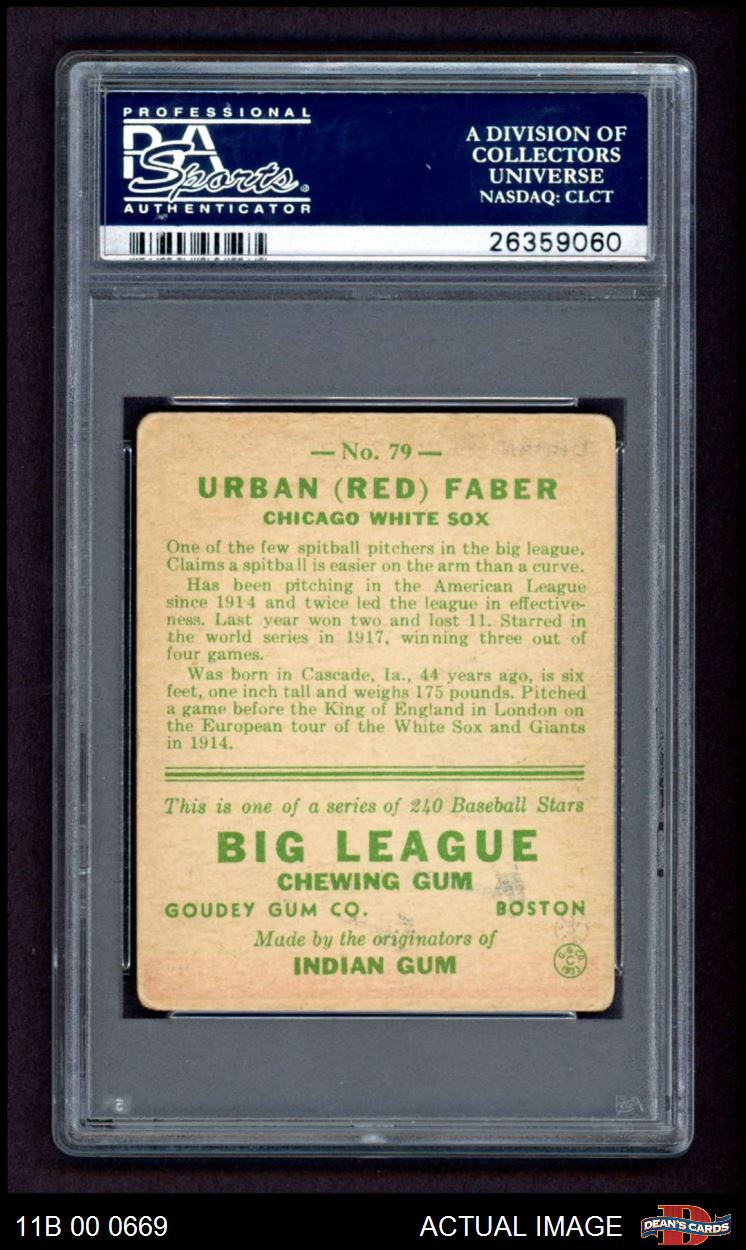 PROFESSIONAL
PSA
Sports
AUTHENTICATOR
A DIVISION OF
COLLECTORS
UNIVERSE
NASDAQ: CLCT
26359060
— No. 79 —
URBAN (RED) FABER
CHICAGO WHITE SOX
One of the few spitball pitchers in the big league.
Claims a spitball is easier on the arm than a curve.
Has been pitching in the American League
since 1914 and twice led the league in effective-
ness. Last year won two and lost 11. Starred in
the world series in 1917, winning three out of
four games.
Was born in Cascade, Ia., 44 years ago, is six
feet, one inch tall and weighs 175 pounds. Pitched
a game before the King of England in London on
the European tour of the White Sox and Giants
in 1914.
This is one of a series of 240 Baseball Stars
BIG LEAGUE
CHEWING GUM
GOUDEY GUM CO. BOSTON
Made by the originators of
INDIAN GUM
G.G.CO.
C
1933
PSA
11B 00 0669
ACTUAL IMAGE
D
DEAN'S CARDS